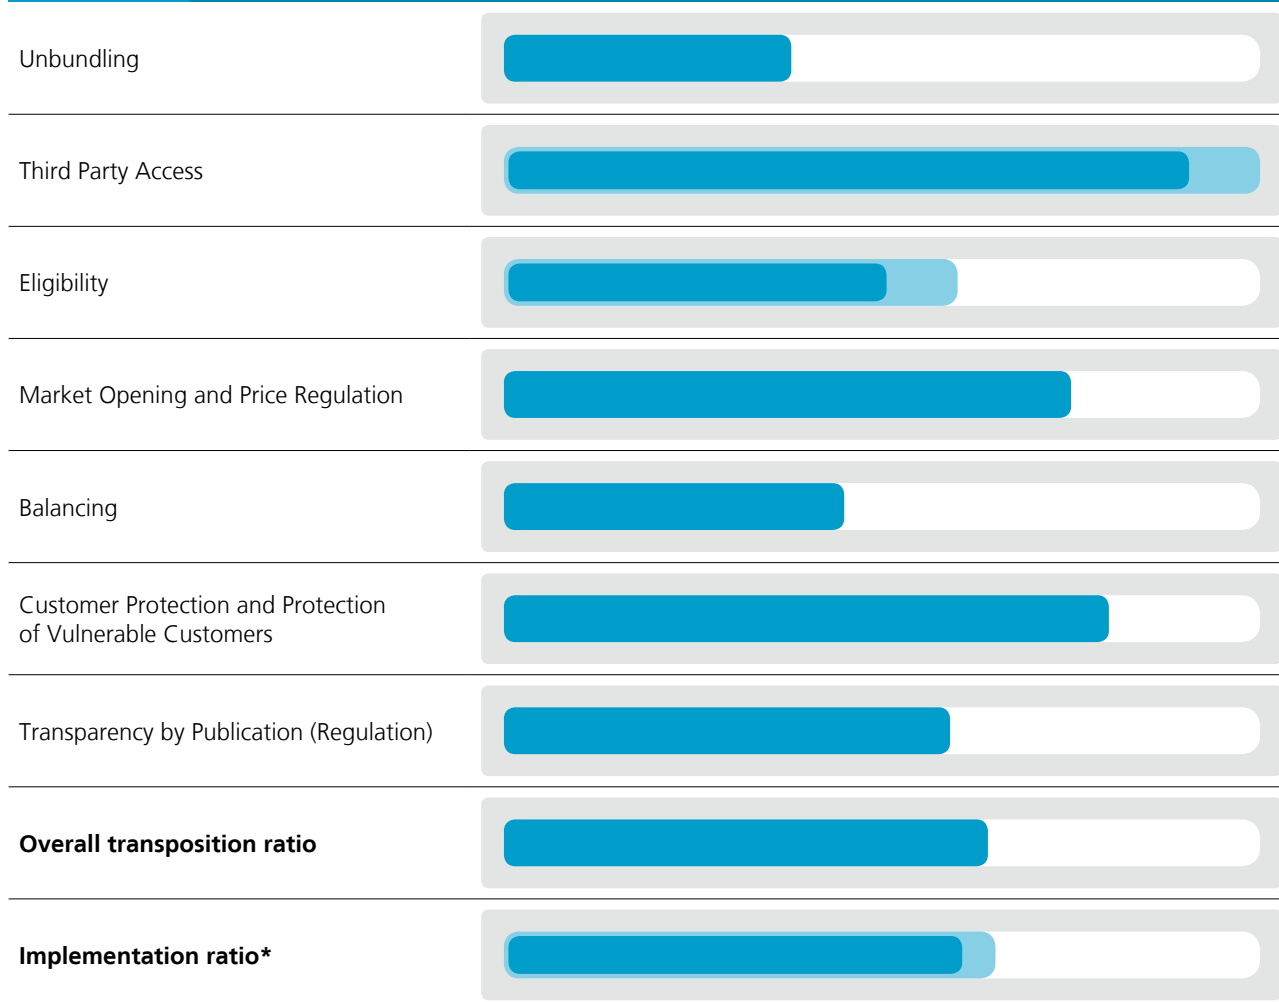 Unbundling
Third Party Access
Eligibility
Market Opening and Price Regulation
Balancing
Customer Protection and Protection
of Vulnerable Customers
Transparency by Publication (Regulation)
Overall transposition ratio
Implementation ratio*